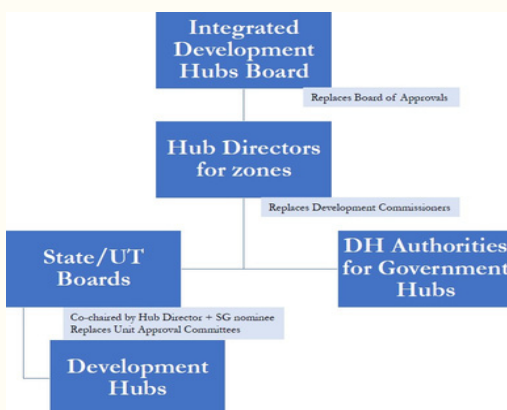 Integrated
Development
Hubs Board
Replaces Board of Approvals
Hub Directors
for zones
Replaces Development Commissioners
State/UT
Boards
DH Authorities
for Government
Hubs
Co-chaired by Hub Director + SG nominee
Replaces Unit Approval Committees
Development
Hubs